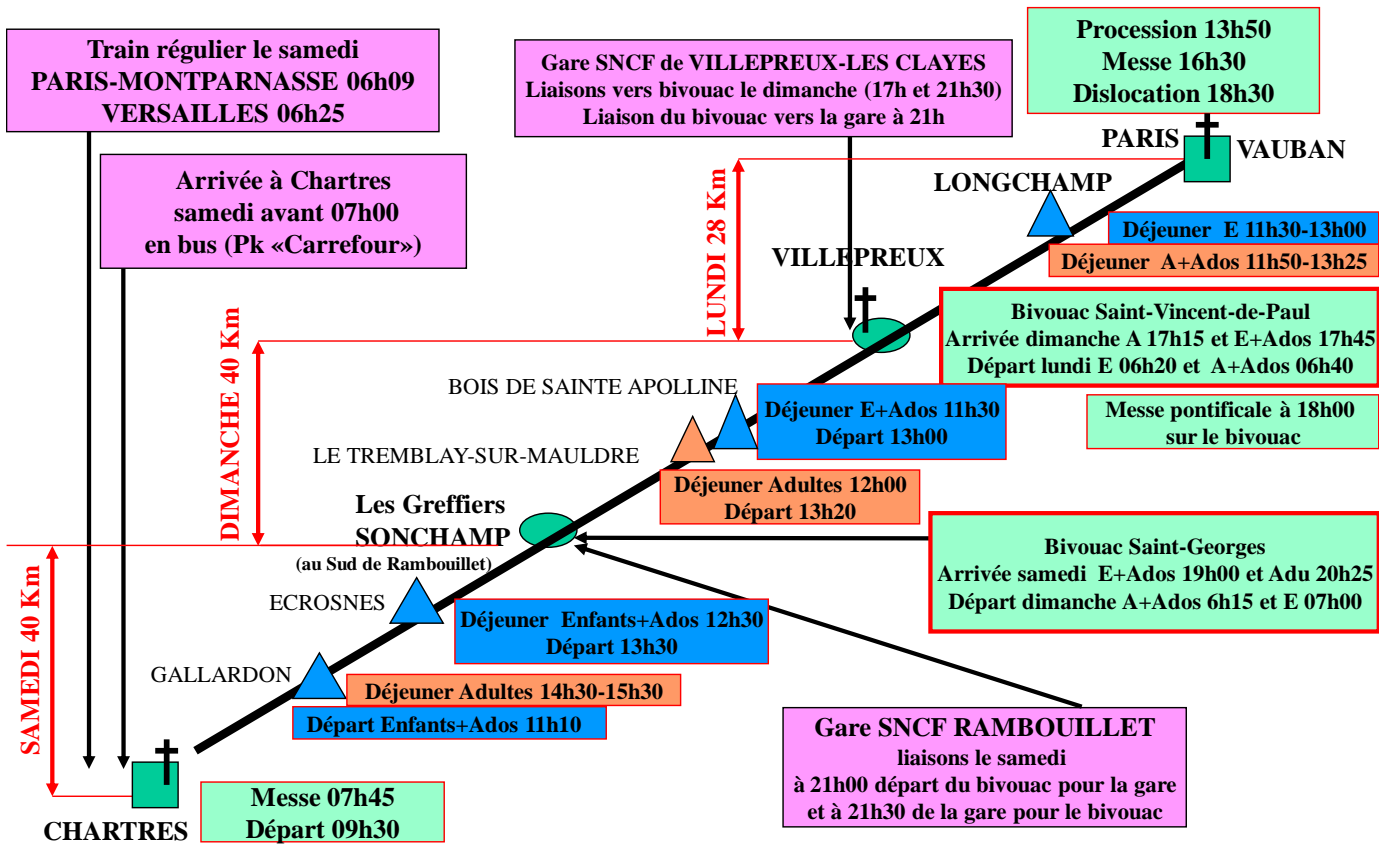 Train régulier le samedi
PARIS-MONTPARNASSE 06h09
VERSAILLES 06h25
Arrivée à Chartres
samedi avant 07h00
en bus (Pk «Carrefour»)
Gare SNCF de VILLEPREUX-LES CLAYES
Liaisons vers bivouac le dimanche (17h et 21h30)
Liaison du bivouac vers la gare à 21h
Procession 13h50
Messe 16h30
Dislocation 18h30
PARIS
VAUBAN
LONGCHAMP
Déjeuner E 11h30-13h00
Déjeuner A+Ados 11h50-13h25
LUNDI 28 Km
VILLEPREUX
Bivouac Saint-Vincent-de-Paul
Arrivée dimanche A 17h15 et E+Ados 17h45
Départ lundi E 06h20 et A+Ados 06h40
Messe pontificale à 18h00
sur le bivouac
DIMANCHE 40 Km
BOIS DE SAINTE APOLLINE
Déjeuner E+Ados 11h30
Départ 13h00
LE TREMBLAY-SUR-MAULDRE
Déjeuner Adultes 12h00
Départ 13h20
Les Greffiers
SONCHAMP
(au Sud de Rambouillet)
Bivouac Saint-Georges
Arrivée samedi E+Ados 19h00 et Adu 20h25
Départ dimanche A+Ados 6h15 et E 07h00
SAMEDI 40 Km
ECROSNES
Déjeuner Enfants+Ados 12h30
Départ 13h30
GALLARDON
Déjeuner Adultes 14h30-15h30
Départ Enfants+Ados 11h10
Gare SNCF RAMBOUILLET
liaisons le samedi
à 21h00 départ du bivouac pour la gare
et à 21h30 de la gare pour le bivouac
Messe 07h45
Départ 09h30
CHARTRES